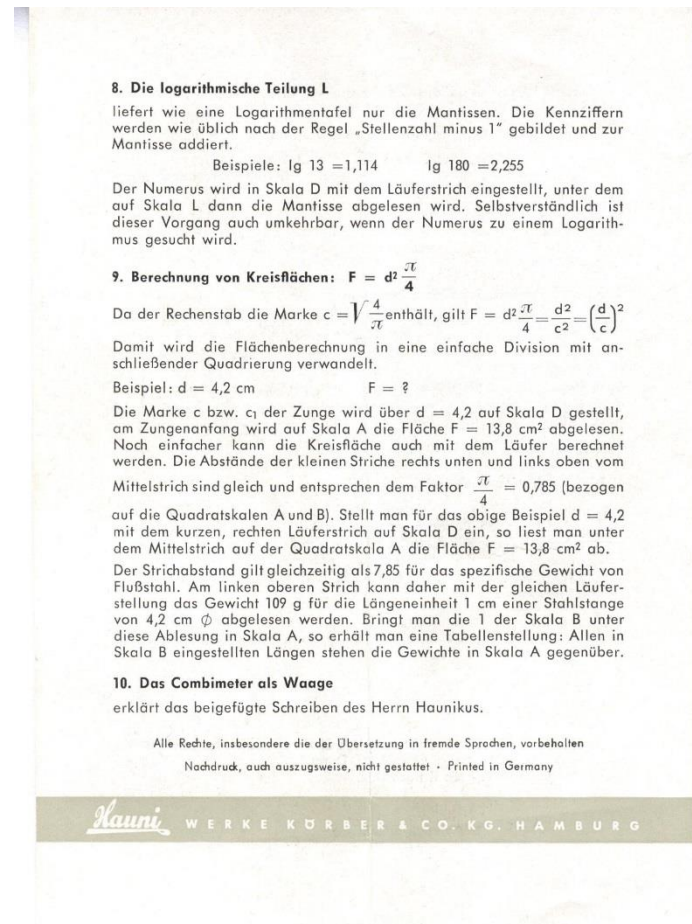 8. Die logarithmische Teilung L
liefert wie eine Logarithmentafel nur die Mantissen. Die Kennziffern
werden wie üblich nach der Regel „Stellenzahl minus 1" gebildet und zur
Mantisse addiert.
Beispiele: lg 13 =1,114 lg 180 =2,255
Der Numerus wird in Skala D mit dem Läuferstrich eingestellt, unter dem
auf Skala L dann die Mantisse abgelesen wird. Selbstverständlich ist
dieser Vorgang auch umkehrbar, wenn der Numerus zu einem Logarith-
mus gesucht wird.
9. Berechnung von Kreisflächen: F = d² π/4
Da der Rechenstab die Marke c = √(4/π) enthält, gilt F = d² π/4 = d²/c² = (d/c)²
Damit wird die Flächenberechnung in eine einfache Division mit an-
schließender Quadrierung verwandelt.
Beispiel: d = 4,2 cm F = ?
Die Marke c bzw. c₁ der Zunge wird über d = 4,2 auf Skala D gestellt,
am Zungenanfang wird auf Skala A die Fläche F = 13,8 cm² abgelesen.
Noch einfacher kann die Kreisfläche auch mit dem Läufer berechnet
werden. Die Abstände der kleinen Striche rechts unten und links oben vom
Mittelstrich sind gleich und entsprechen dem Faktor π/4 = 0,785 (bezogen
auf die Quadratskalen A und B). Stellt man für das obige Beispiel d = 4,2
mit dem kurzen, rechten Läuferstrich auf Skala D ein, so liest man unter
dem Mittelstrich auf der Quadratskala A die Fläche F = 13,8 cm² ab.
Der Strichabstand gilt gleichzeitig als 7,85 für das spezifische Gewicht von
Flußstahl. Am linken oberen Strich kann daher mit der gleichen Läufer-
stellung das Gewicht 109 g für die Längeneinheit 1 cm einer Stahlstange
von 4,2 cm ∅ abgelesen werden. Bringt man die 1 der Skala B unter
diese Ablesung in Skala A, so erhält man eine Tabellenstellung: Allen in
Skala B eingestellten Längen stehen die Gewichte in Skala A gegenüber.
10. Das Combimeter als Waage
erklärt das beigefügte Schreiben des Herrn Haunikus.
Alle Rechte, insbesondere die der Übersetzung in fremde Sprachen, vorbehalten
Nachdruck, auch auszugsweise, nicht gestattet · Printed in Germany
Hauni WERKE KÖRBER & CO. KG. HAMBURG